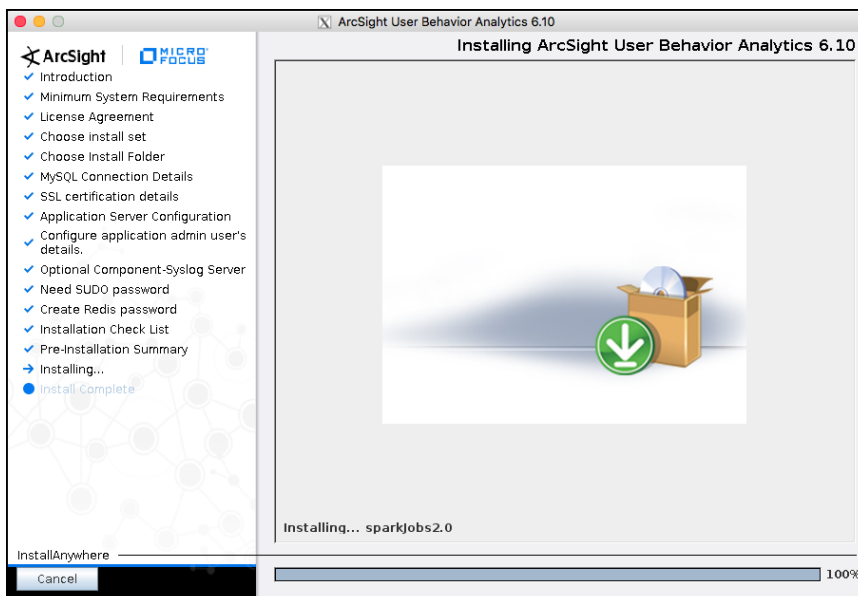 ArcSight User Behavior Analytics 6.10
ArcSight
MICRO
FOCUS
Installing ArcSight User Behavior Analytics 6.10
Introduction
Minimum System Requirements
License Agreement
Choose install set
Choose Install Folder
MySQL Connection Details
SSL certification details
Application Server Configuration
Configure application admin user's
details.
Optional Component-Syslog Server
Need SUDO password
Create Redis password
Installation Check List
Pre-Installation Summary
Installing...
Install Complete
Installing... sparkJobs2.0
InstallAnywhere
Cancel
100%